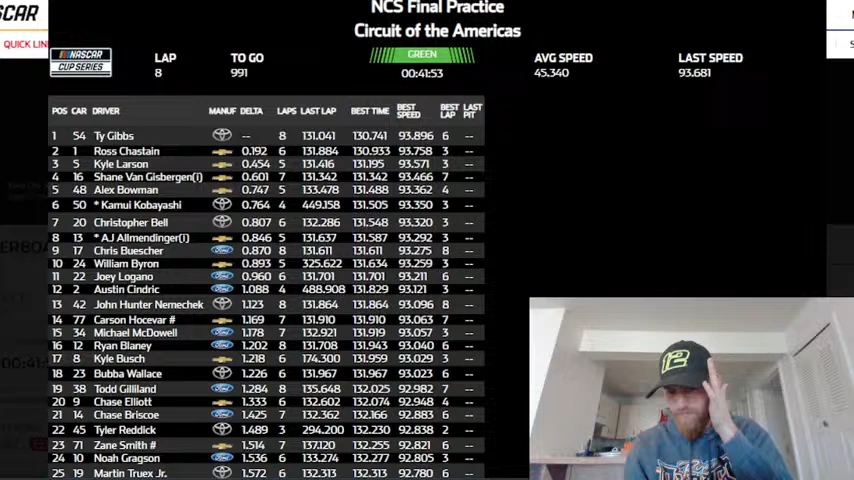 NCS Final Practice
SCAR
Circuit of the Americas
QUICK LIN
NASCAR
CUP SERIES
LAP TO GO GREEN AVG SPEED LAST SPEED
8 991 00:41:53 45.340 93.681
POS CAR DRIVER MANUF DELTA LAPS LAST LAP BEST TIME BEST SPEED BEST LAP LAST PIT
1 54 Ty Gibbs -- 8 131.041 130.741 93.896 6 --
2 1 Ross Chastain 0.192 6 131.884 130.933 93.758 3 --
3 5 Kyle Larson 0.454 5 131.416 131.195 93.571 3 --
4 16 Shane Van Gisbergen(i) 0.601 7 131.342 131.342 93.466 7 --
5 48 Alex Bowman 0.747 5 133.478 131.488 93.362 4 --
6 50 * Kamui Kobayashi 0.764 4 449.158 131.505 93.350 3 --
7 20 Christopher Bell 0.807 6 132.286 131.548 93.320 3 --
8 13 * AJ Allmendinger(i) 0.846 5 131.637 131.587 93.292 3 --
9 17 Chris Buescher Ford 0.870 8 131.611 131.611 93.275 8 --
10 24 William Byron 0.893 5 325.622 131.634 93.259 3 --
11 22 Joey Logano Ford 0.960 6 131.701 131.701 93.211 6 --
12 2 Austin Cindric Ford 1.088 4 488.908 131.829 93.121 3 --
13 42 John Hunter Nemechek 1.123 8 131.864 131.864 93.096 8 --
14 77 Carson Hocevar # 1.169 7 131.910 131.910 93.063 7 --
15 34 Michael McDowell Ford 1.178 7 132.921 131.919 93.057 3 --
16 12 Ryan Blaney Ford 1.202 8 131.708 131.943 93.040 6 --
17 8 Kyle Busch 1.218 6 174.300 131.959 93.029 3 --
18 23 Bubba Wallace 1.226 6 131.967 131.967 93.023 6 --
19 38 Todd Gilliland Ford 1.284 8 135.648 132.025 92.982 7 --
20 9 Chase Elliott 1.333 6 132.602 132.074 92.948 4 --
21 14 Chase Briscoe Ford 1.425 7 132.362 132.166 92.883 6 --
22 45 Tyler Reddick 1.489 3 294.200 132.230 92.838 2 --
23 71 Zane Smith # 1.514 7 137.120 132.255 92.821 6 --
24 10 Noah Gragson Ford 1.536 6 133.274 132.277 92.805 3 --
25 19 Martin Truex Jr. 1.572 6 132.313 132.313 92.780 6 --
12